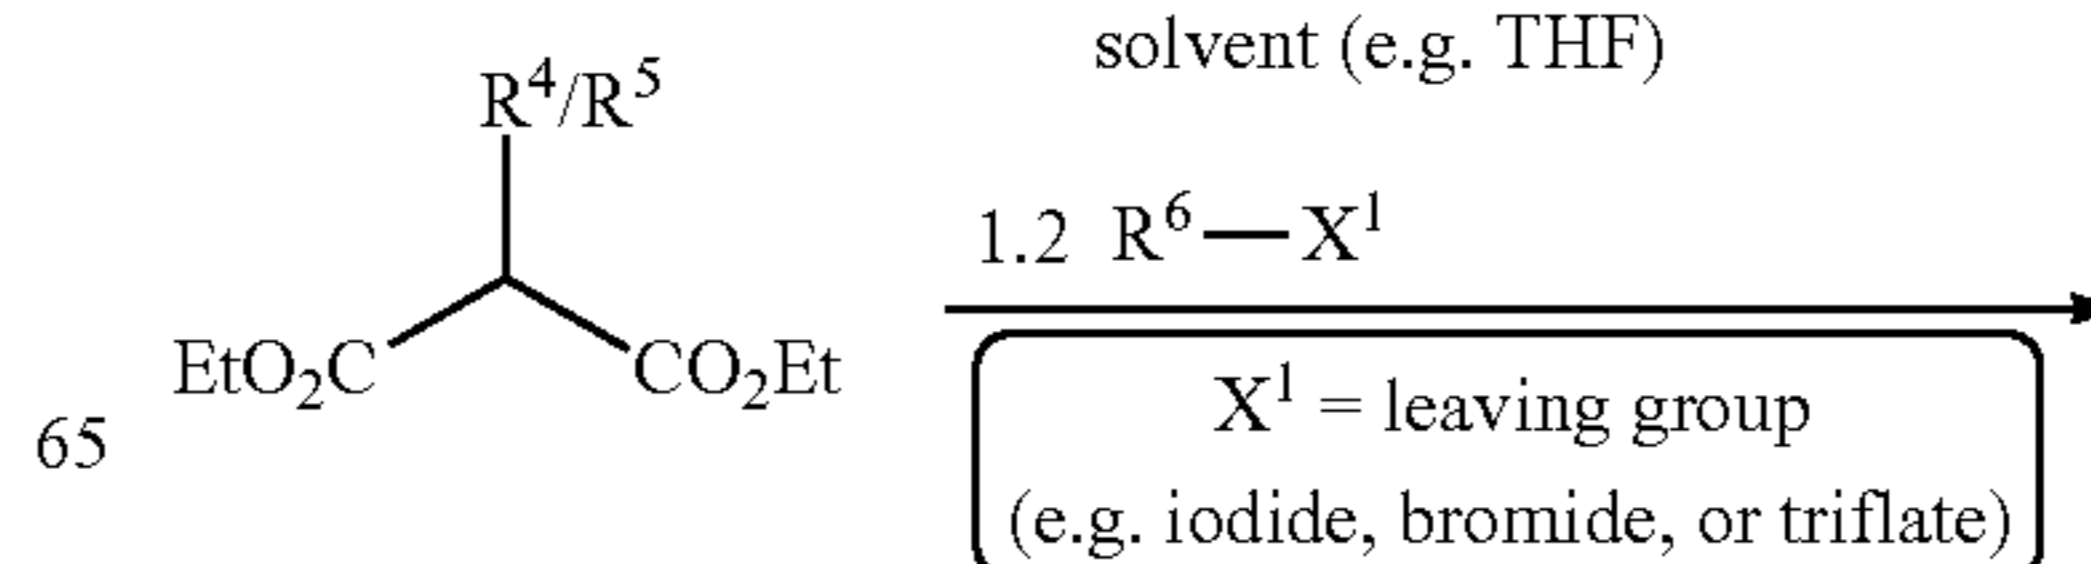 solvent (e.g. THF)
R⁴/R⁵
1.2 R⁶—X¹
EtO₂C CO₂Et
X¹ = leaving group
65
(e.g. iodide, bromide, or triflate)